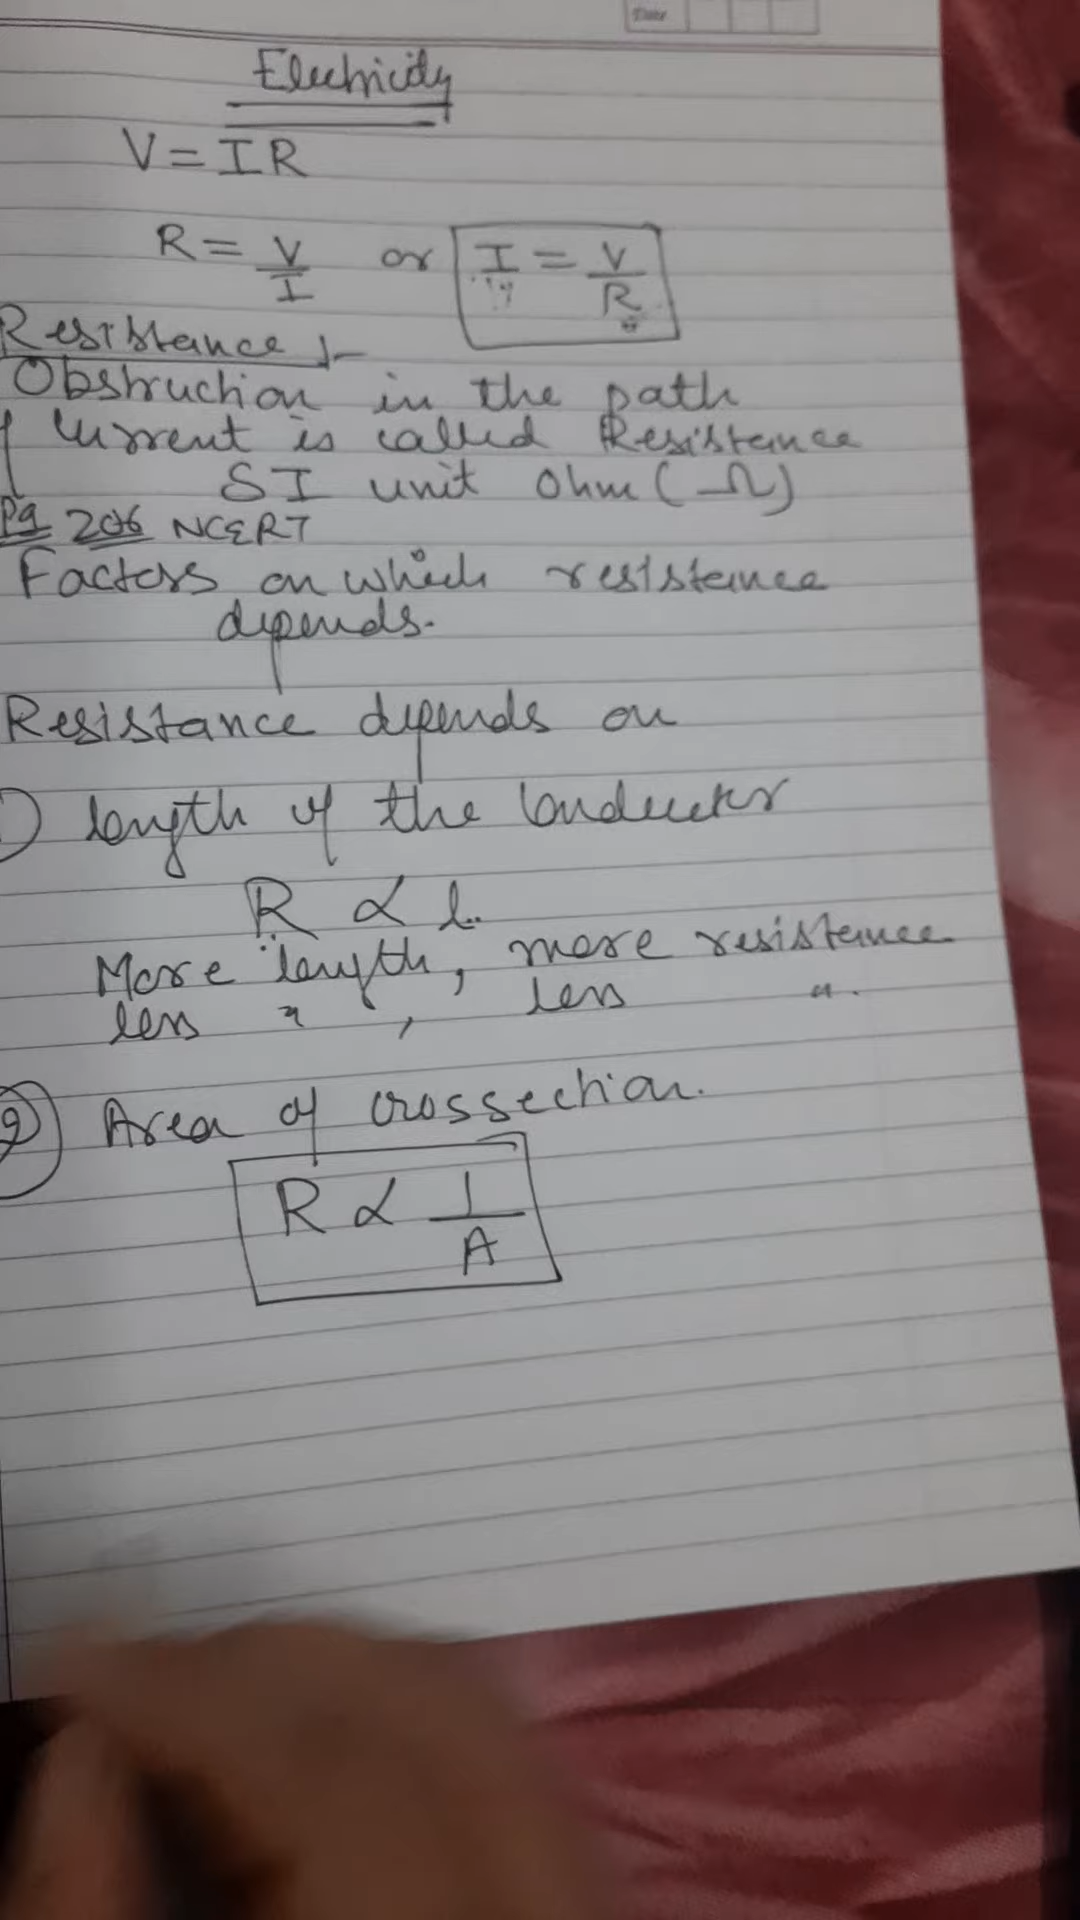 Date
Electricity
V = IR
R = V/I or I = V/R
Resistance :-
Obstruction in the path
of current is called Resistance
SI unit Ohm (Ω)
Pg 206 NCERT
Factors on which resistance
depends.
Resistance depends on
1) length of the conductor
R ∝ l
More length, more resistance
less " , less " .
2) Area of crossection.
R ∝ 1/A